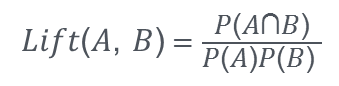 Lift(A, B) = P(A∩B) / P(A)P(B)